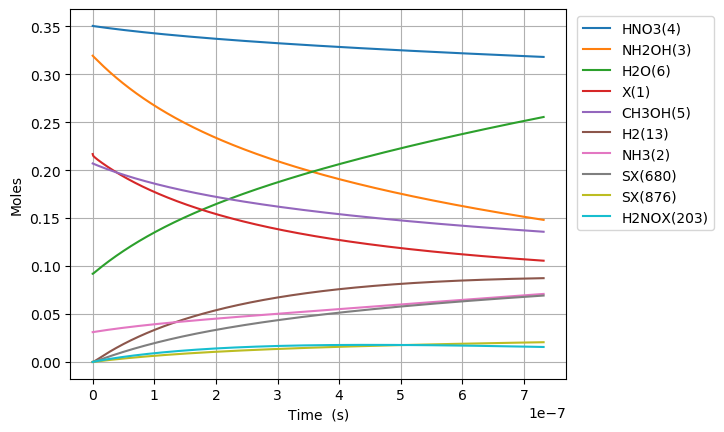 0.35
0.30
0.25
0.20
0.15
0.10
0.05
0.00
Moles
0 1 2 3 4 5 6 7
1e−7
Time  (s)
HNO3(4)
NH2OH(3)
H2O(6)
X(1)
CH3OH(5)
H2(13)
NH3(2)
SX(680)
SX(876)
H2NOX(203)